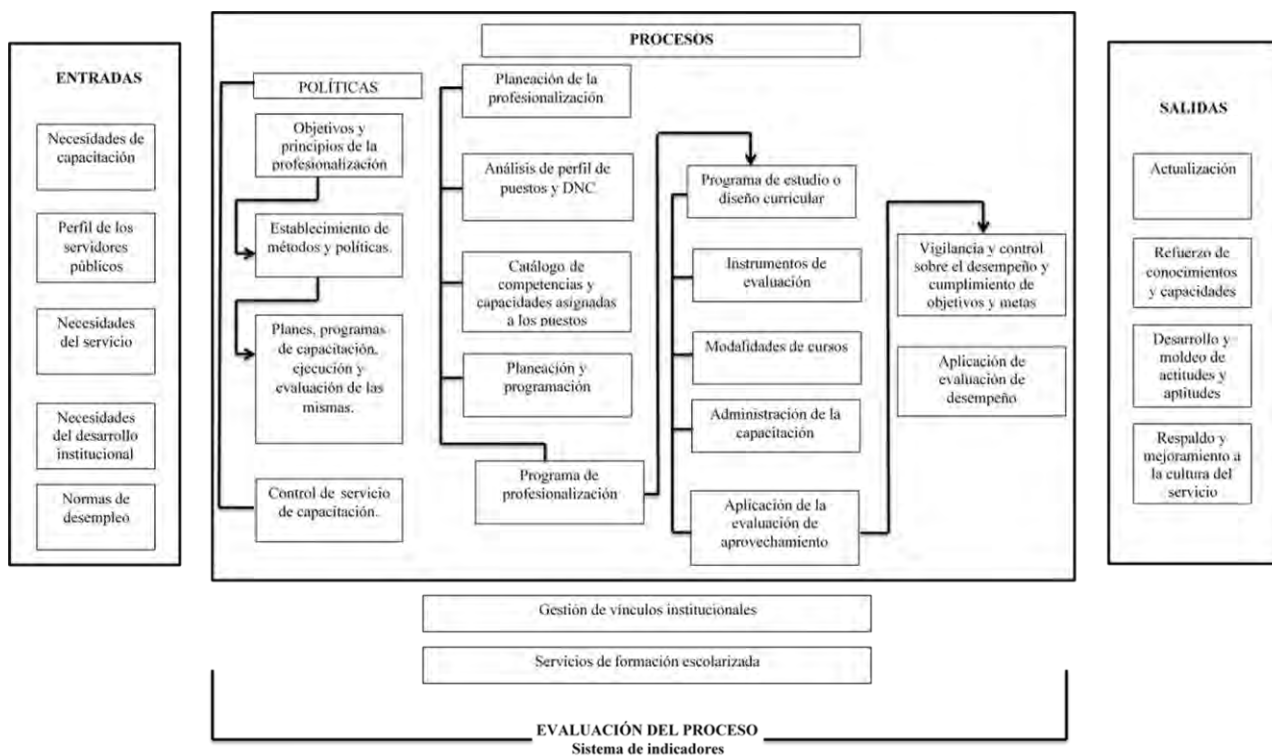 PROCESOS
ENTRADAS
Necesidades de
capacitación
Perfil de los
servidores
públicos
Necesidades
del servicio
Necesidades
del desarrollo
institucional
Normas de
desempleo
POLÍTICAS
Objetivos y
principios de la
profesionalización
Establecimiento de
métodos y políticas.
Planes, programas
de capacitación,
ejecución y
evaluación de las
mismas.
Control de servicio
de capacitación.
Planeación de la
profesionalización
Análisis de perfil de
puestos y DNC
Catálogo de
competencias y
capacidades asignadas
a los puestos
Planeación y
programación
Programa de
profesionalización
Programa de estudio o
diseño curricular
Instrumentos de
evaluación
Modalidades de cursos
Administración de la
capacitación
Aplicación de la
evaluación de
aprovechamiento
Vigilancia y control
sobre el desempeño y
cumplimiento de
objetivos y metas
Aplicación de
evaluación de
desempeño
SALIDAS
Actualización
Refuerzo de
conocimientos
y capacidades
Desarrollo y
moldeo de
actitudes y
aptitudes
Respaldo y
mejoramiento a
la cultura del
servicio
Gestión de vínculos institucionales
Servicios de formación escolarizada
EVALUACIÓN DEL PROCESO
Sistema de indicadores